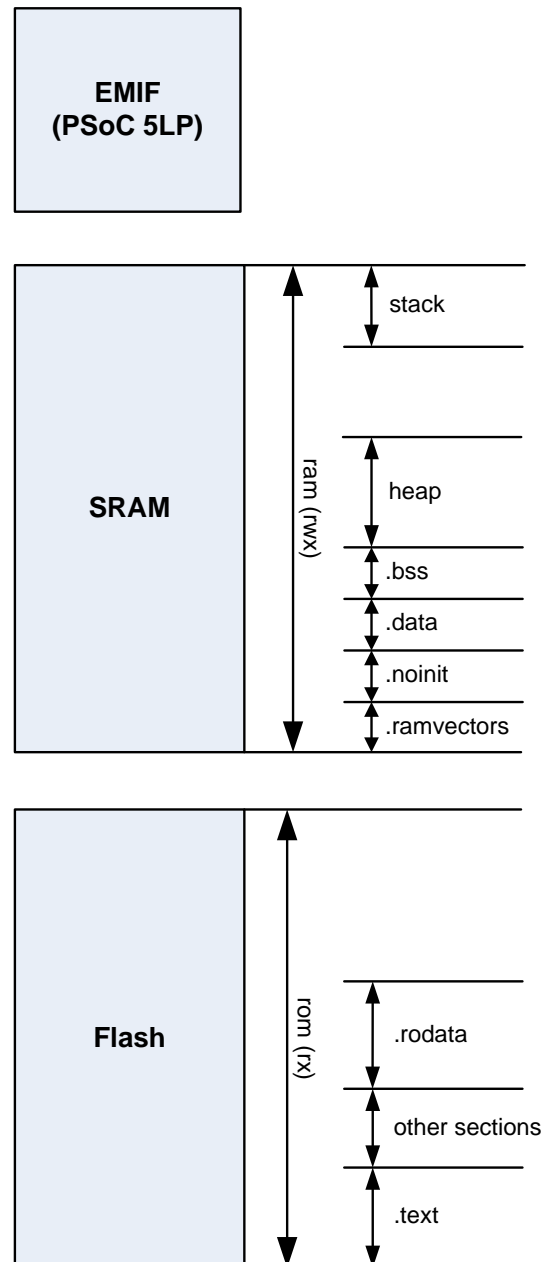 EMIF
(PSoC 5LP)
stack
ram (rwx)
SRAM
heap
.bss
.data
.noinit
.ramvectors
Flash
rom (rx)
.rodata
other sections
.text